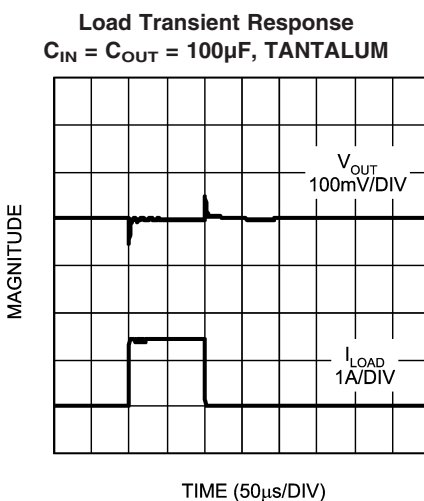 Load Transient Response
C_IN = C_OUT = 100µF, TANTALUM
V_OUT
100mV/DIV
MAGNITUDE
I_LOAD
1A/DIV
TIME (50µs/DIV)